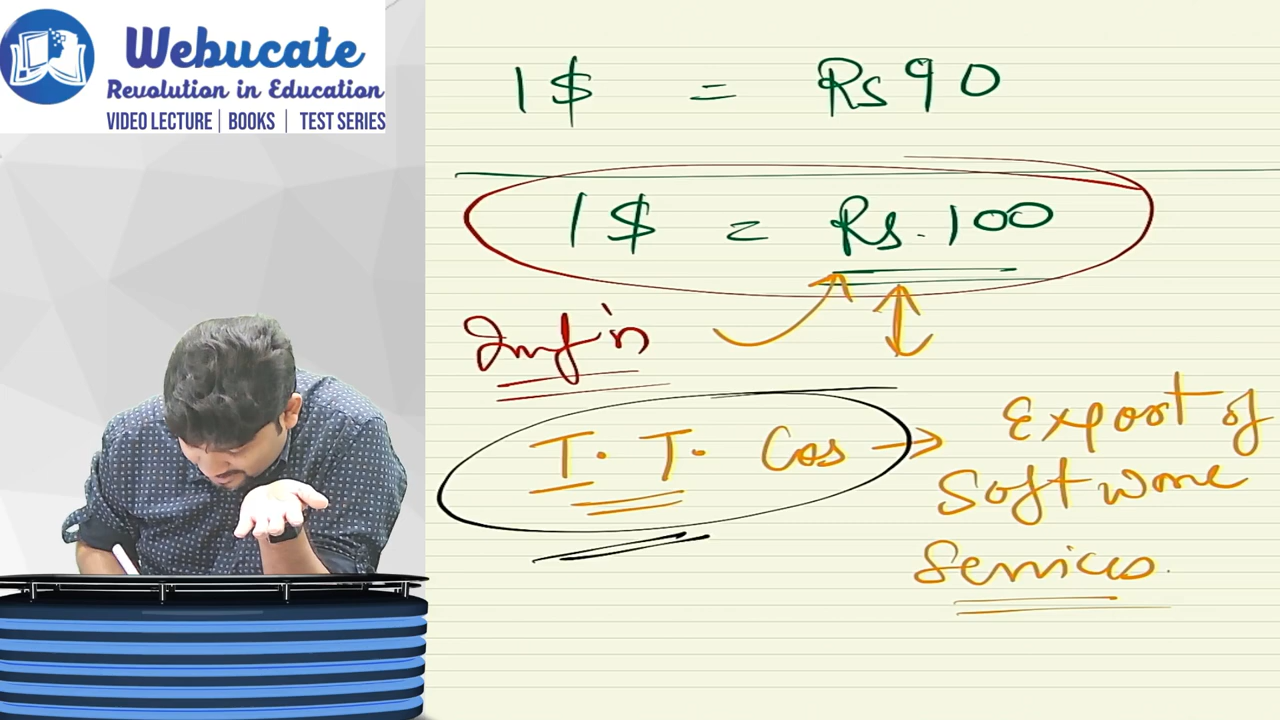 Webucate
Revolution in Education
VIDEO LECTURE | BOOKS | TEST SERIES
1 $ = Rs 90
1 $ = Rs. 100
Infn
I. T. Cos → Export of
Software
Services.